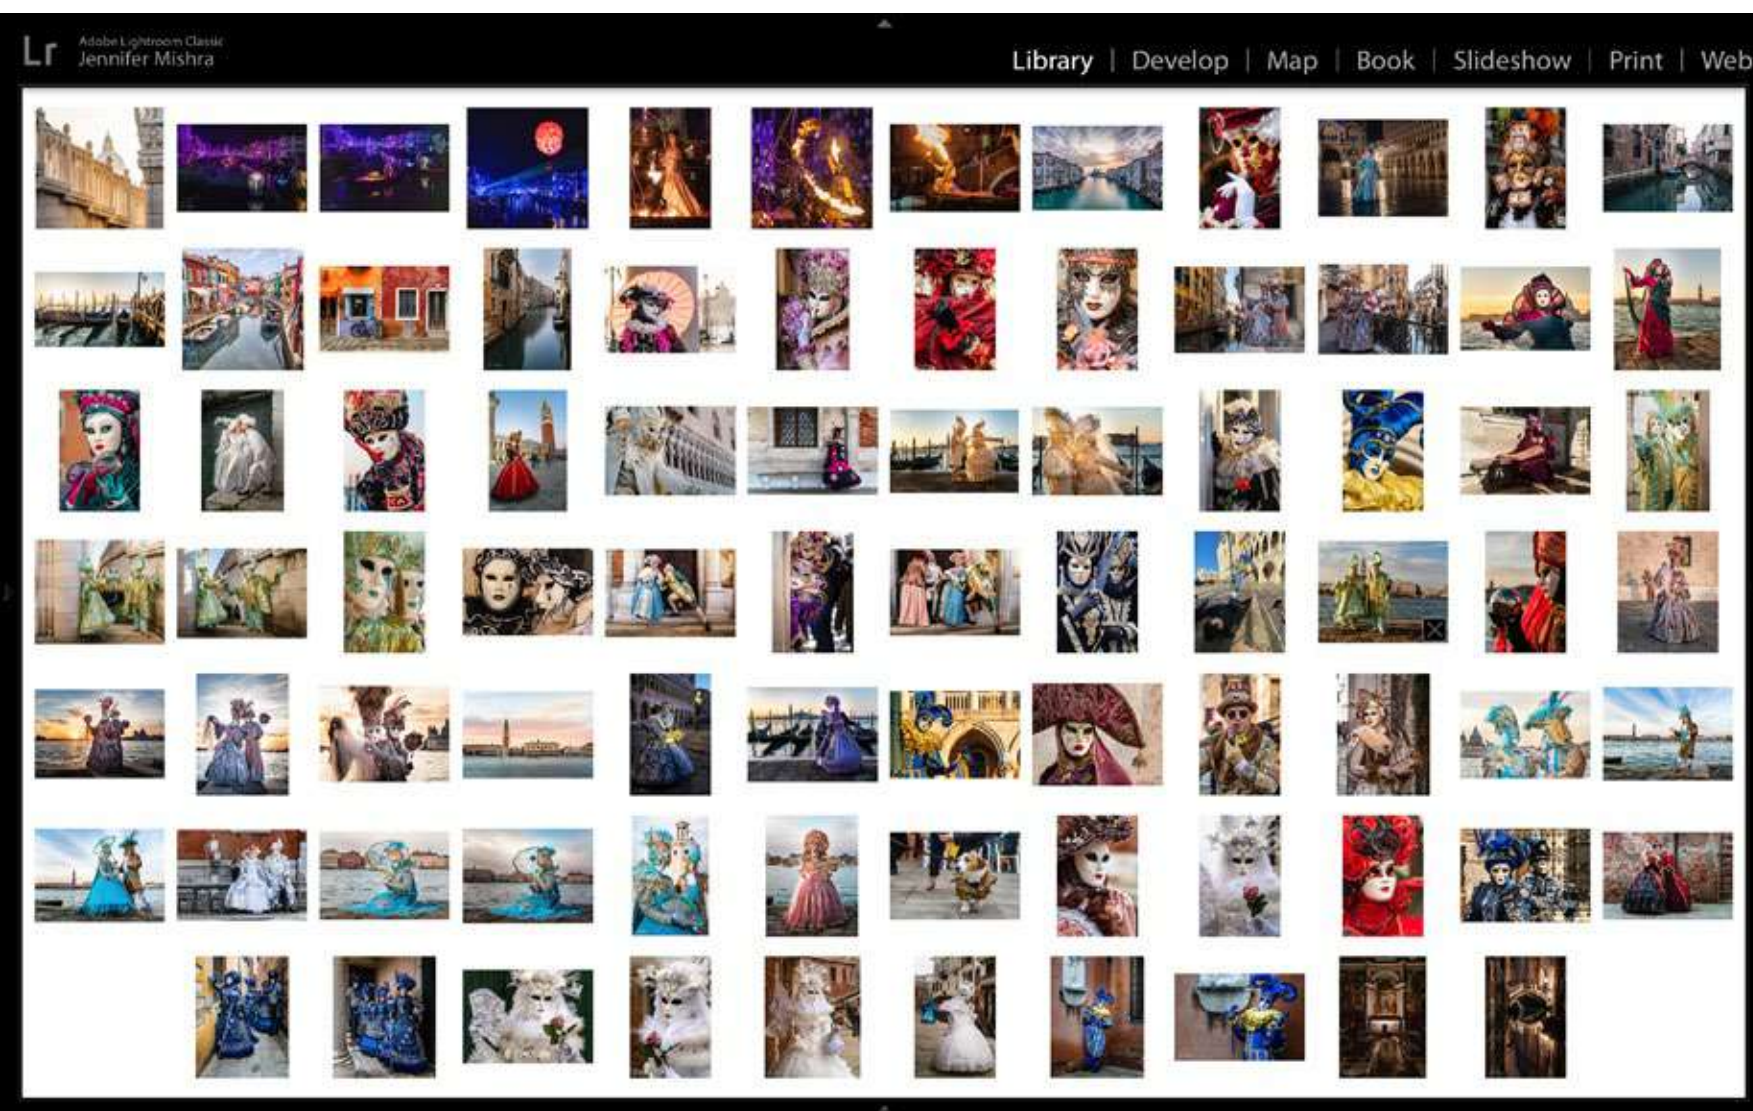 Lr
Adobe Lightroom Classic
Jennifer Mishra
Library | Develop | Map | Book | Slideshow | Print | Web